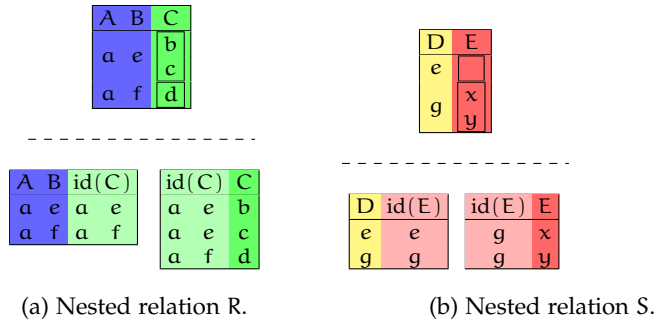 A B C
a e b
c
a f d
A B id(C)
a e a e
a f a f
id(C) C
a e b
a e c
a f d
(a) Nested relation R.
D E
e
g x
y
D id(E)
e e
g g
id(E) E
g x
g y
(b) Nested relation S.